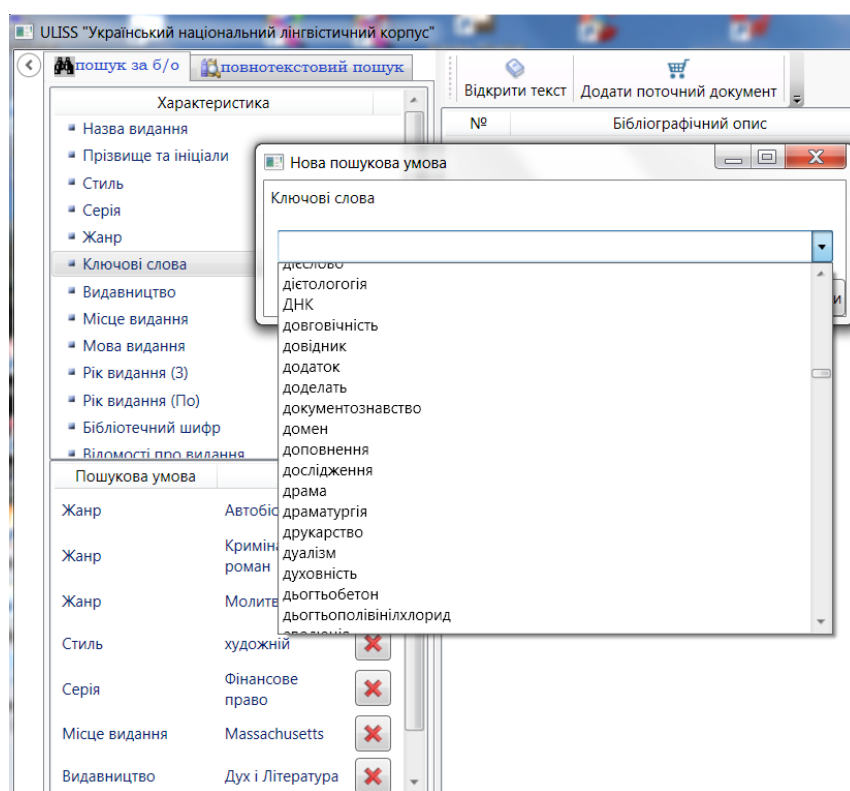 ULISS "Український національний лінгвістичний корпус"
пошук за б/о
повнотекстовий пошук
Відкрити текст
Додати поточний документ
Характеристика
№
Бібліографічний опис
Назва видання
Прізвище та ініціали
Стиль
Серія
Жанр
Ключові слова
Видавництво
Місце видання
Мова видання
Рік видання (З)
Рік видання (По)
Бібліотечний шифр
Відомості про видання
Нова пошукова умова
Ключові слова
дієслово
дієтологогія
ДНК
довговічність
довідник
додаток
доделать
документознавство
домен
доповнення
дослідження
драма
драматургія
друкарство
дуалізм
духовність
дьогтьобетон
дьогтьополівінілхлорид
Пошукова умова
Жанр
Жанр
роман
Жанр
Стиль художній
Серія Фінансове
право
Місце видання Massachusetts
Видавництво Дух і Література